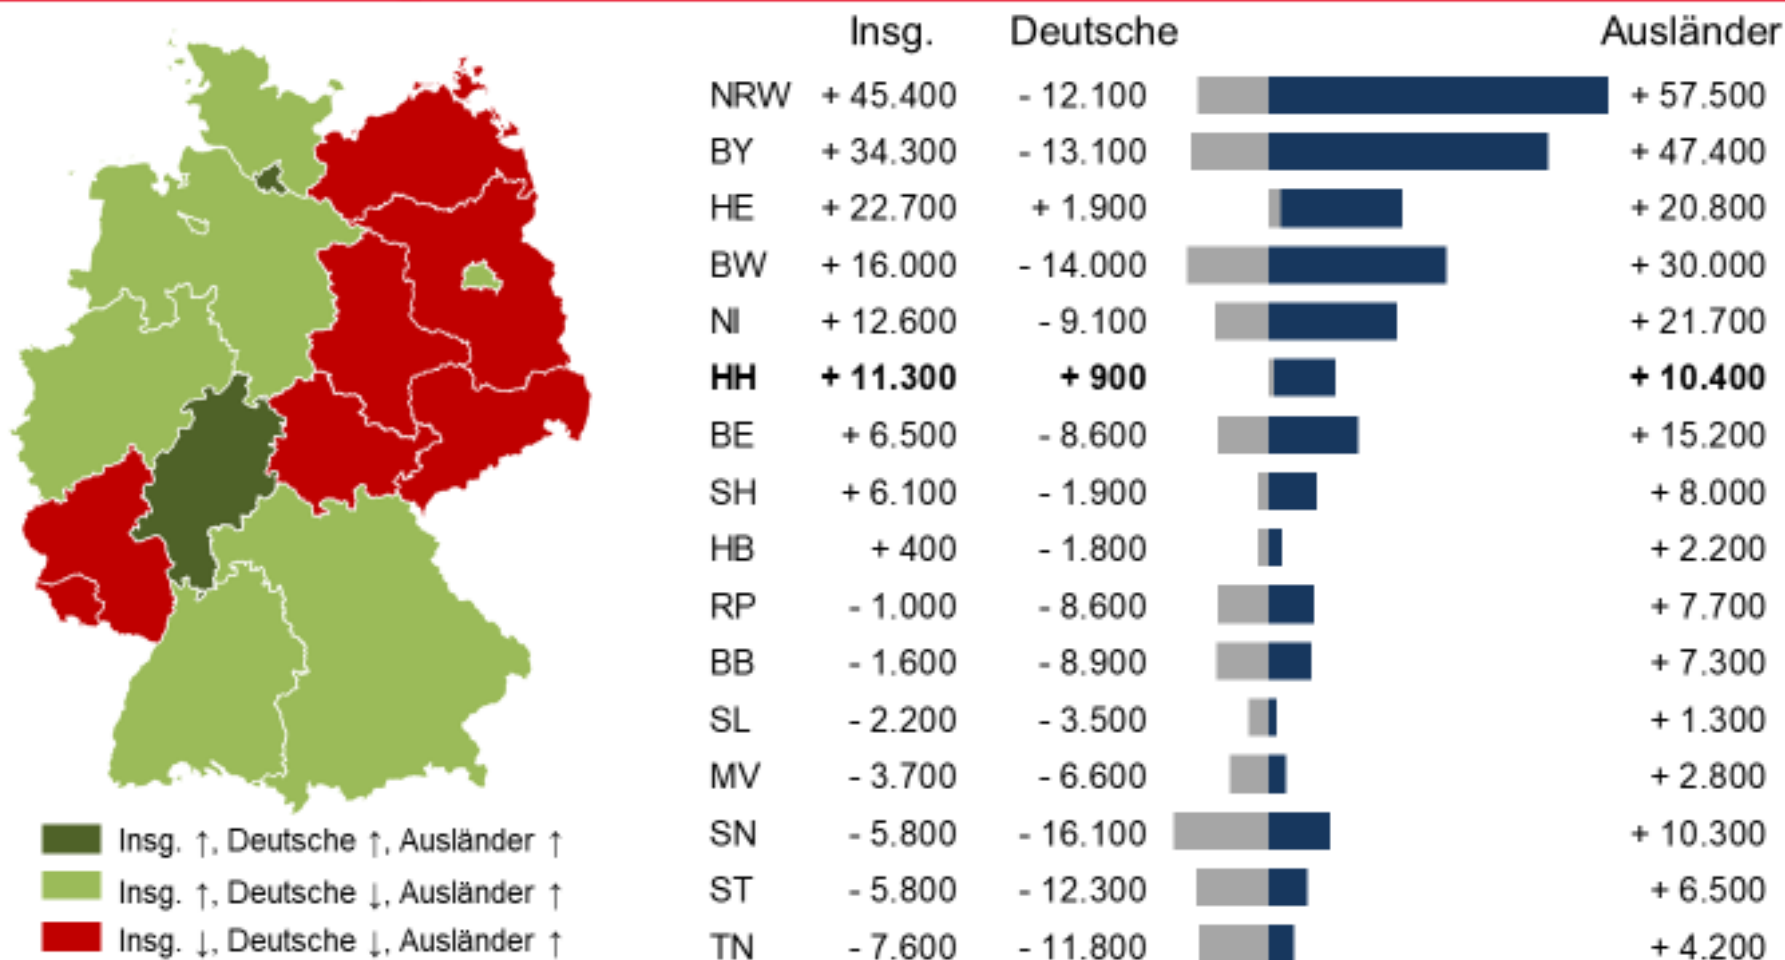 Insg. Deutsche Ausländer
NRW + 45.400 - 12.100 + 57.500
BY + 34.300 - 13.100 + 47.400
HE + 22.700 + 1.900 + 20.800
BW + 16.000 - 14.000 + 30.000
NI + 12.600 - 9.100 + 21.700
HH + 11.300 + 900 + 10.400
BE + 6.500 - 8.600 + 15.200
SH + 6.100 - 1.900 + 8.000
HB + 400 - 1.800 + 2.200
RP - 1.000 - 8.600 + 7.700
BB - 1.600 - 8.900 + 7.300
SL - 2.200 - 3.500 + 1.300
MV - 3.700 - 6.600 + 2.800
SN - 5.800 - 16.100 + 10.300
ST - 5.800 - 12.300 + 6.500
TN - 7.600 - 11.800 + 4.200
Insg. ↑, Deutsche ↑, Ausländer ↑
Insg. ↑, Deutsche ↓, Ausländer ↑
Insg. ↓, Deutsche ↓, Ausländer ↑